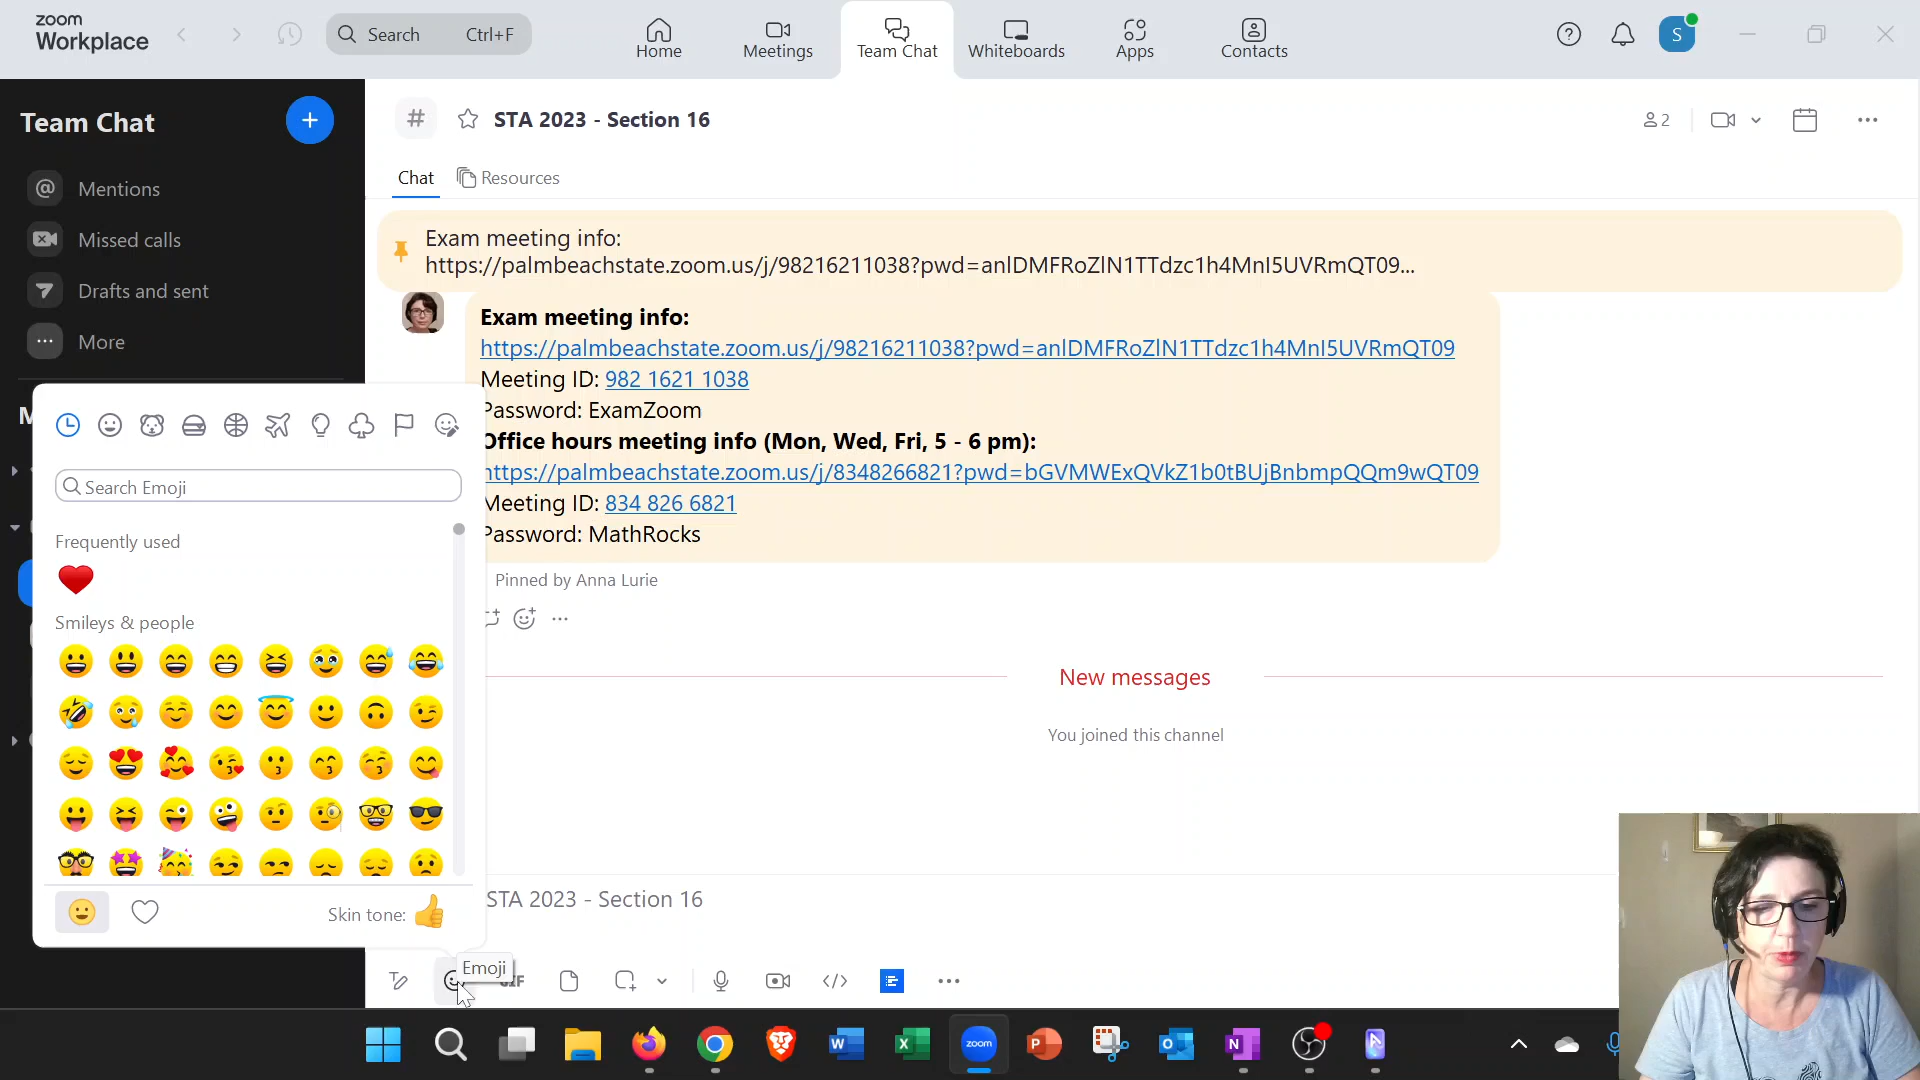 zoom
Workplace
Search Ctrl+F
Home
Meetings
Team Chat
Whiteboards
Apps
Contacts
S
Team Chat
Mentions
Missed calls
Drafts and sent
More
STA 2023 - Section 16
2
Chat
Resources
Exam meeting info:
https://palmbeachstate.zoom.us/j/98216211038?pwd=anlDMFRoZlN1TTdzc1h4MnI5UVRmQT09...
Exam meeting info:
https://palmbeachstate.zoom.us/j/98216211038?pwd=anlDMFRoZlN1TTdzc1h4MnI5UVRmQT09
Meeting ID: 982 1621 1038
Password: ExamZoom
Office hours meeting info (Mon, Wed, Fri, 5 - 6 pm):
https://palmbeachstate.zoom.us/j/8348266821?pwd=bGVMWExQVkZ1b0tBUjBnbmpQQm9wQT09
Meeting ID: 834 826 6821
Password: MathRocks
Pinned by Anna Lurie
New messages
You joined this channel
Search Emoji
Frequently used
Smileys & people
Skin tone:
STA 2023 - Section 16
Emoji
GIF
W
X
zoom
P
O
N